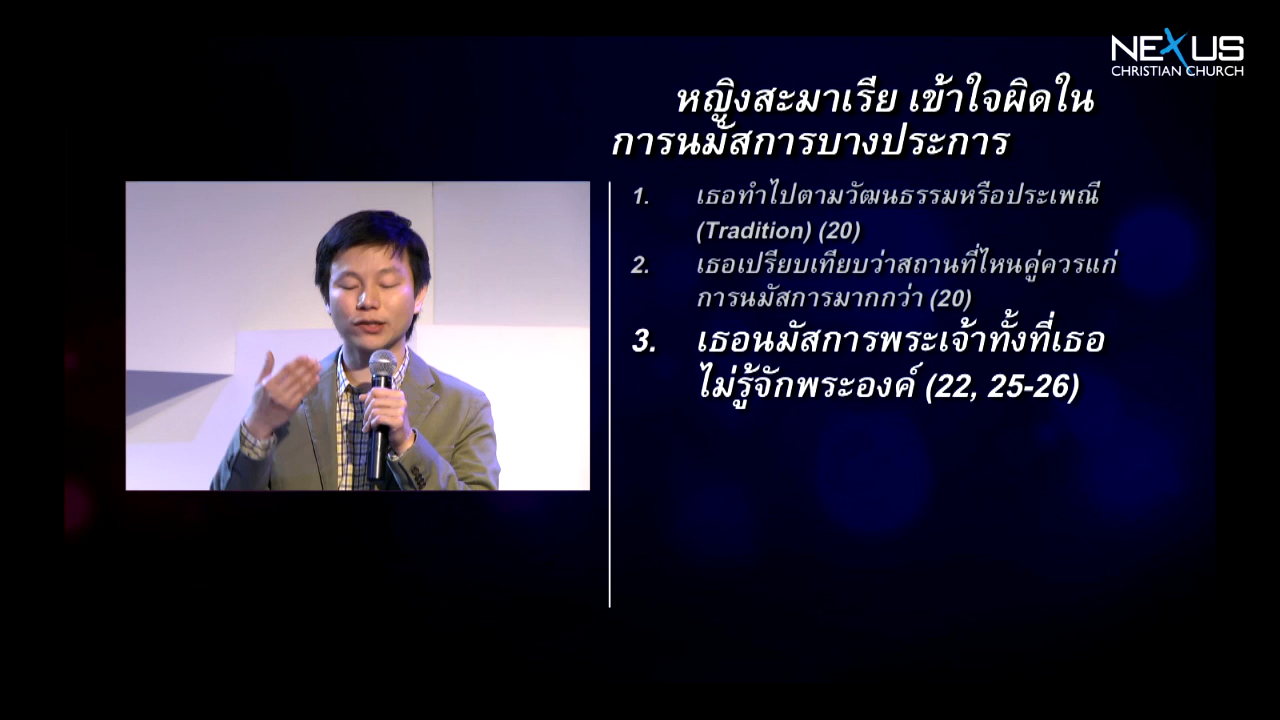 NEXUS
CHRISTIAN CHURCH
หญิงสะมาเรีย เข้าใจผิดใน
การนมัสการบางประการ
1. เธอทำไปตามวัฒนธรรมหรือประเพณี
(Tradition) (20)
2. เธอเปรียบเทียบว่าสถานที่ไหนคู่ควรแก่
การนมัสการมากกว่า (20)
3. เธอนมัสการพระเจ้าทั้งที่เธอ
ไม่รู้จักพระองค์ (22, 25-26)